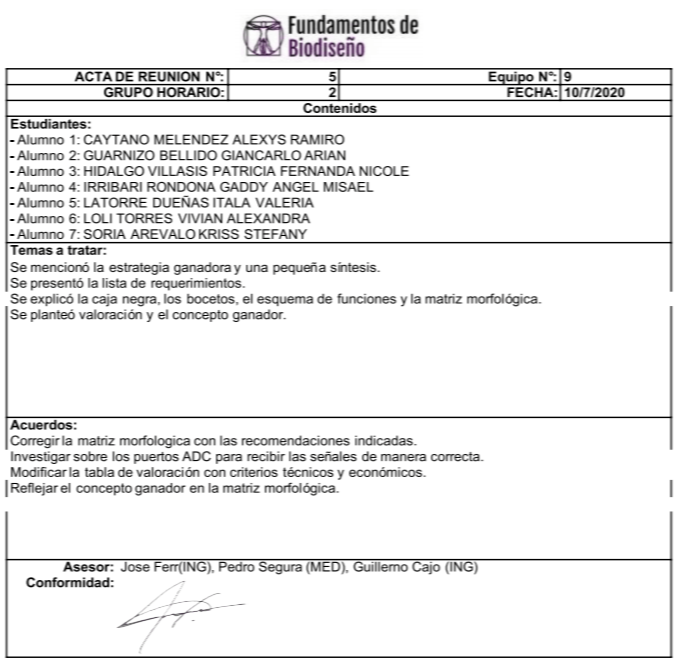 Fundamentos de
Biodiseño
ACTA DE REUNION N°: 5 Equipo N°: 9
GRUPO HORARIO: 2 FECHA: 10/7/2020
Contenidos
Estudiantes:
- Alumno 1: CAYTANO MELENDEZ ALEXYS RAMIRO
- Alumno 2: GUARNIZO BELLIDO GIANCARLO ARIAN
- Alumno 3: HIDALGO VILLASIS PATRICIA FERNANDA NICOLE
- Alumno 4: IRRIBARI RONDONA GADDY ANGEL MISAEL
- Alumno 5: LATORRE DUEÑAS ITALA VALERIA
- Alumno 6: LOLI TORRES VIVIAN ALEXANDRA
- Alumno 7: SORIA AREVALO KRISS STEFANY
Temas a tratar:
Se mencionó la estrategia ganadora y una pequeña síntesis.
Se presentó la lista de requerimientos.
Se explicó la caja negra, los bocetos, el esquema de funciones y la matriz morfológica.
Se planteó valoración y el concepto ganador.
Acuerdos:
Corregir la matriz morfologica con las recomendaciones indicadas.
Investigar sobre los puertos ADC para recibir las señales de manera correcta.
Modificar la tabla de valoración con criterios técnicos y económicos.
Reflejar el concepto ganador en la matriz morfológica.
Asesor: Jose Ferr(ING), Pedro Segura (MED), Guillerno Cajo (ING)
Conformidad: